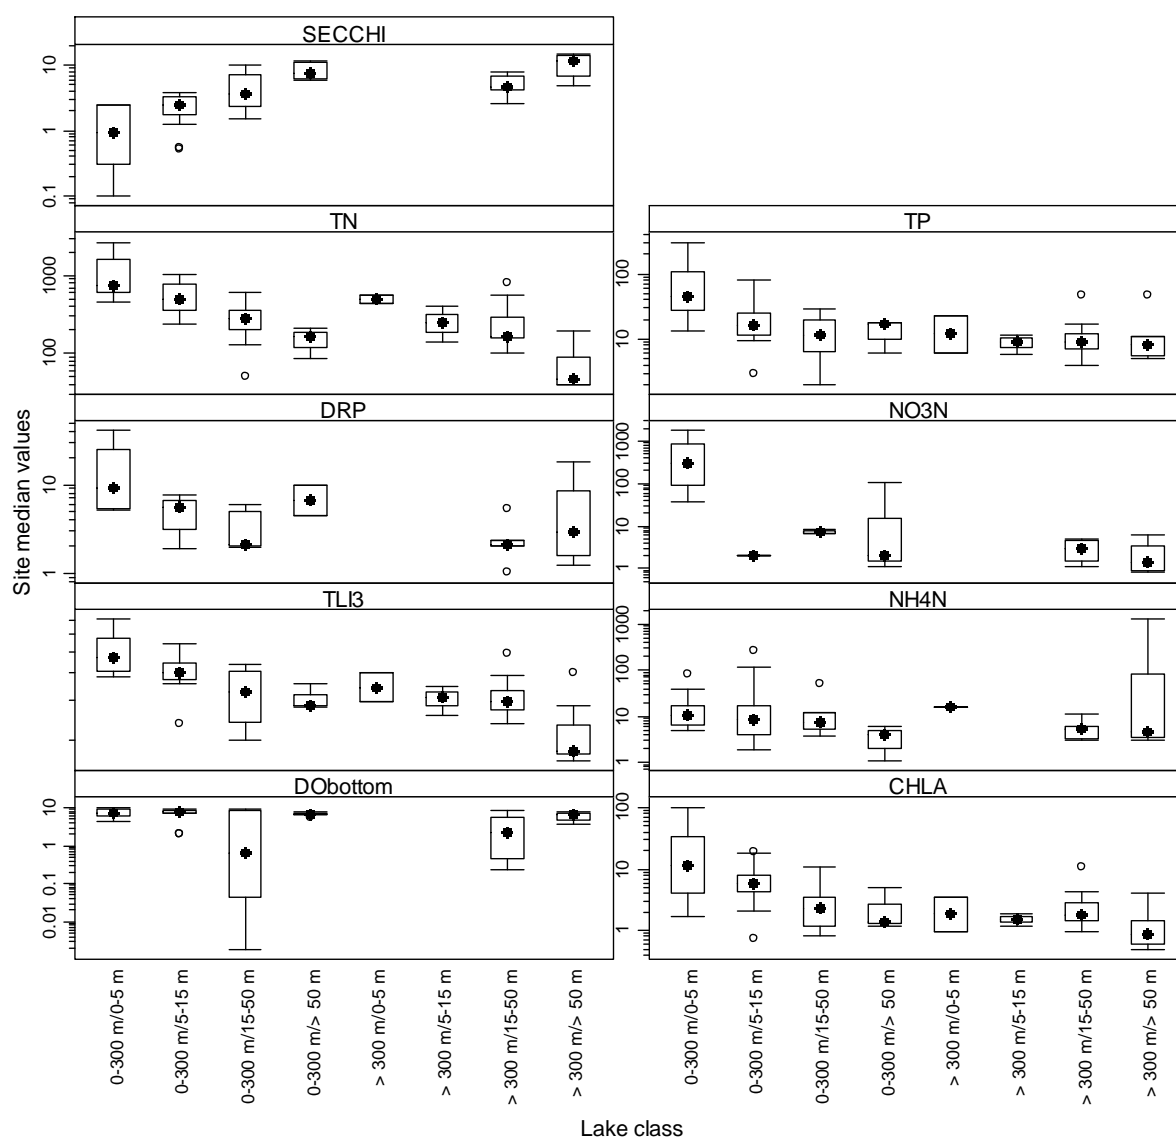 SECCHI
10
1
0.1
TN
1000
100
TP
100
10
DRP
10
1
NO3N
1000
100
10
1
TLI3
NH4N
1000
100
10
1
DObottom
10
1
0.1
0.01
CHLA
100
10
1
Site median values
0-300 m/0-5 m
0-300 m/5-15 m
0-300 m/15-50 m
0-300 m/> 50 m
> 300 m/0-5 m
> 300 m/5-15 m
> 300 m/15-50 m
> 300 m/> 50 m
0-300 m/0-5 m
0-300 m/5-15 m
0-300 m/15-50 m
0-300 m/> 50 m
> 300 m/0-5 m
> 300 m/5-15 m
> 300 m/15-50 m
> 300 m/> 50 m
Lake class